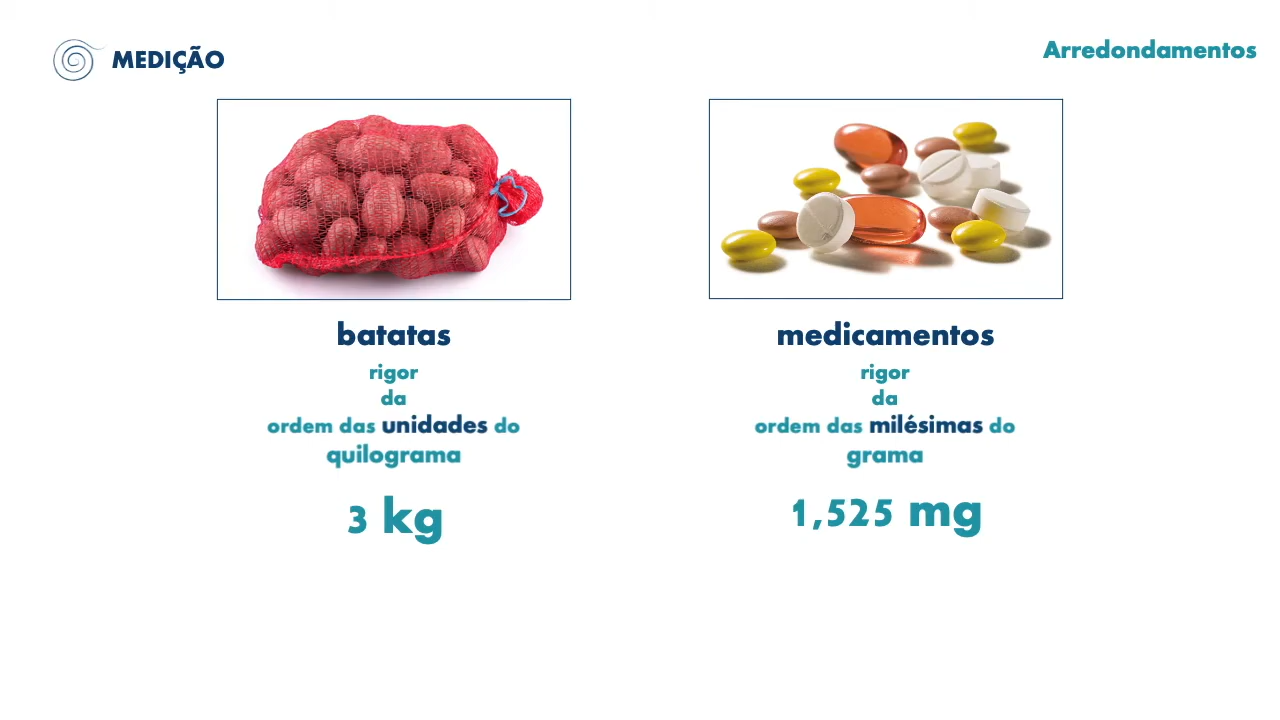 MEDIÇÃO
Arredondamentos
batatas
rigor
da
ordem das unidades do
quilograma
3 kg
medicamentos
rigor
da
ordem das milésimas do
grama
1,525 mg